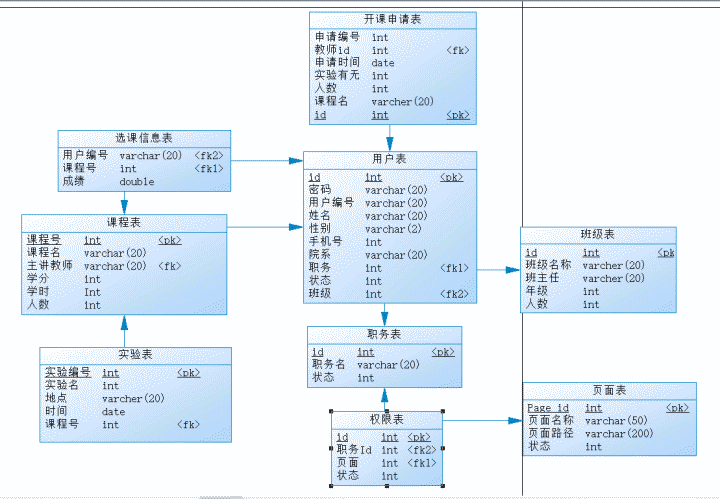 开课申请表
申请编号 int
教师id int <fk>
申请时间 date
实验有无 int
人数 int
课程名 varcher(20)
id int <pk>
选课信息表
用户编号 varchar(20) <fk2>
课程号 int <fk1>
成绩 double
用户表
id int <pk>
密码 varchar(20)
用户编号 varchar(20)
姓名 varchar(20)
性别 varchar(2)
手机号 int
院系 varchar(20)
职务 int <fk1>
状态 int
班级 int <fk2>
课程表
课程号 int <pk>
课程名 varchar(20)
主讲教师 varchar(20) <fk>
学分 int
学时 Int
人数 int
班级表
id int <pk
班级名称 varcher(20)
班主任 varcher(20)
年级 int
人数 int
职务表
id int <pk>
职务名 varchar(20)
状态 int
实验表
实验编号 int <pk>
实验名 int
地点 varcher(20)
时间 date
课程号 int <fk>
权限表
id int <pk>
职务Id int <fk2>
页面 int <fk1>
状态 int
页面表
Page_id int <pk>
页面名称 varchar(50)
页面路径 varchar(200)
状态 int